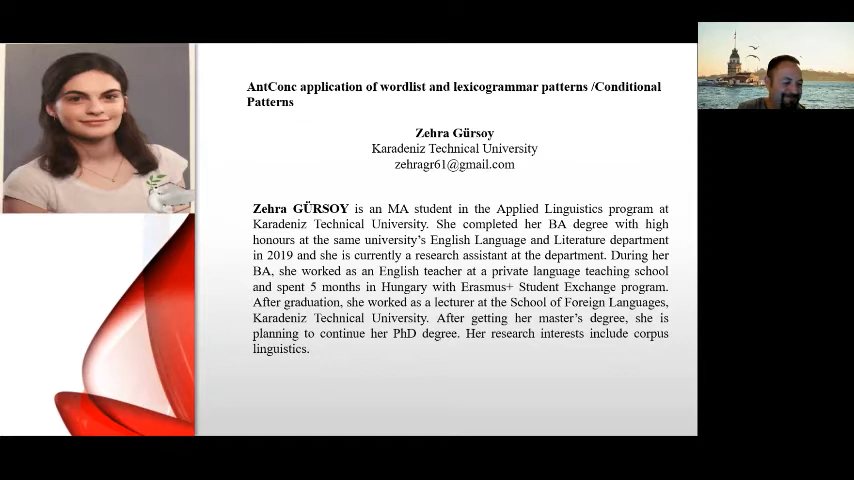 AntConc application of wordlist and lexicogrammar patterns /Conditional
Patterns
Zehra Gürsoy
Karadeniz Technical University
zehragr61@gmail.com
Zehra GÜRSOY is an MA student in the Applied Linguistics program at
Karadeniz Technical University. She completed her BA degree with high
honours at the same university's English Language and Literature department
in 2019 and she is currently a research assistant at the department. During her
BA, she worked as an English teacher at a private language teaching school
and spent 5 months in Hungary with Erasmus+ Student Exchange program.
After graduation, she worked as a lecturer at the School of Foreign Languages,
Karadeniz Technical University. After getting her master's degree, she is
planning to continue her PhD degree. Her research interests include corpus
linguistics.